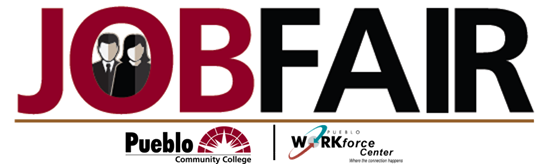 JOBFAIR
Pueblo
Community College
PUEBLO
WORKforce
Center
Where the connection happens